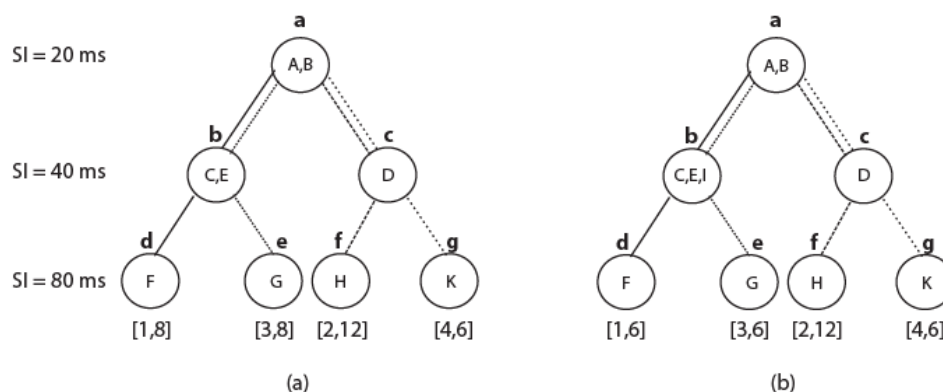 a a
SI = 20 ms A,B A,B
b c b c
SI = 40 ms C,E D C,E,I D
d e f g d e f g
SI = 80 ms F G H K F G H K
[1,8] [3,8] [2,12] [4,6] [1,6] [3,6] [2,12] [4,6]
(a) (b)